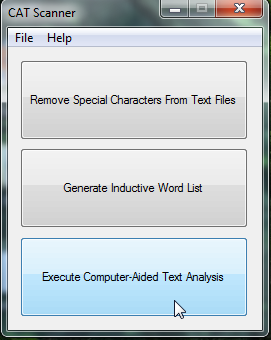 CAT Scanner
File Help
Remove Special Characters From Text Files
Generate Inductive Word List
Execute Computer-Aided Text Analysis